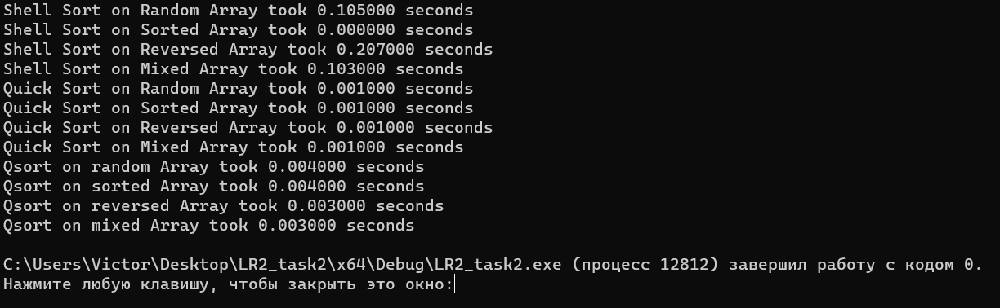 Shell Sort on Random Array took 0.105000 seconds
Shell Sort on Sorted Array took 0.000000 seconds
Shell Sort on Reversed Array took 0.207000 seconds
Shell Sort on Mixed Array took 0.103000 seconds
Quick Sort on Random Array took 0.001000 seconds
Quick Sort on Sorted Array took 0.001000 seconds
Quick Sort on Reversed Array took 0.001000 seconds
Quick Sort on Mixed Array took 0.001000 seconds
Qsort on random Array took 0.004000 seconds
Qsort on sorted Array took 0.004000 seconds
Qsort on reversed Array took 0.003000 seconds
Qsort on mixed Array took 0.003000 seconds
C:\Users\Victor\Desktop\LR2_task2\x64\Debug\LR2_task2.exe (процесс 12812) завершил работу с кодом 0.
Нажмите любую клавишу, чтобы закрыть это окно: